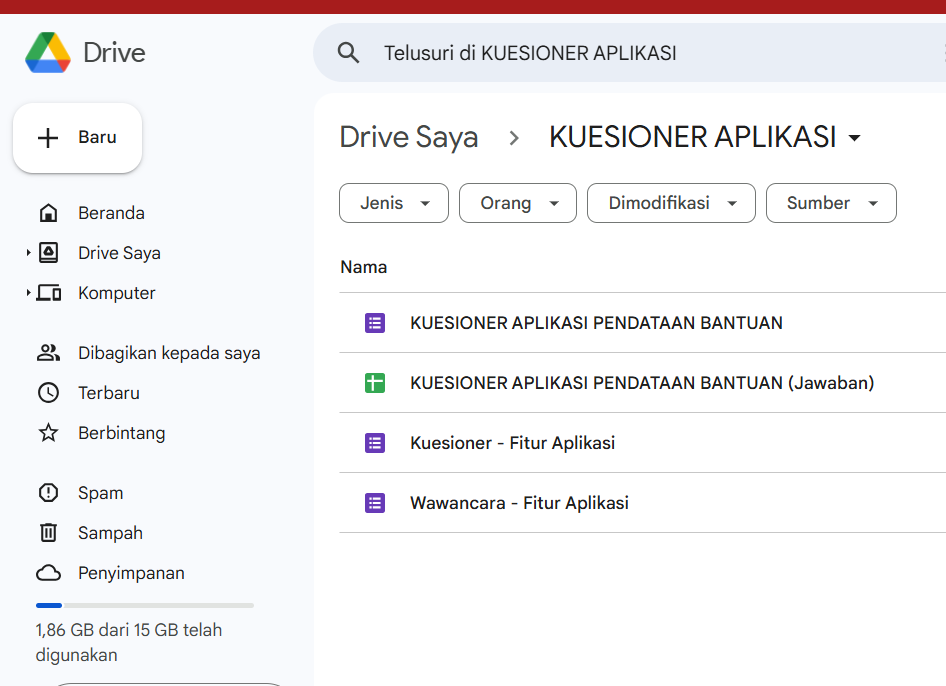 Drive
Telusuri di KUESIONER APLIKASI
Baru
Drive Saya
KUESIONER APLIKASI
Jenis
Orang
Dimodifikasi
Sumber
Beranda
Drive Saya
Komputer
Dibagikan kepada saya
Terbaru
Berbintang
Spam
Sampah
Penyimpanan
1,86 GB dari 15 GB telah
digunakan
Nama
KUESIONER APLIKASI PENDATAAN BANTUAN
KUESIONER APLIKASI PENDATAAN BANTUAN (Jawaban)
Kuesioner - Fitur Aplikasi
Wawancara - Fitur Aplikasi